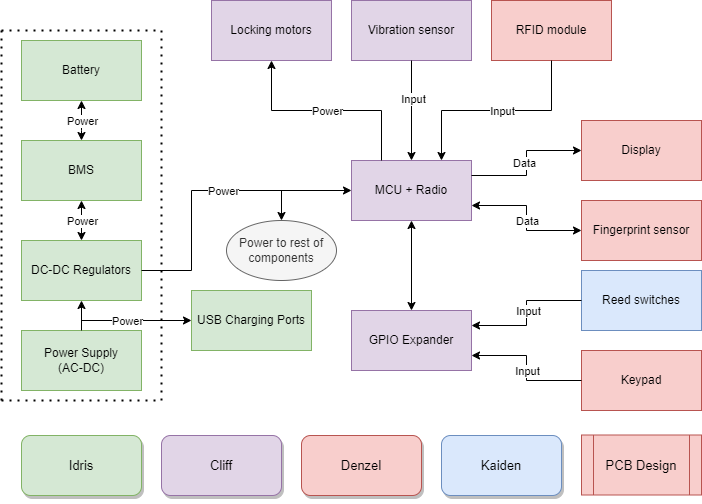 Locking motors
Vibration sensor
RFID module
Battery
Power
Input
Input
Power
BMS
Display
Data
MCU + Radio
Power
Power
Data
Fingerprint sensor
Power to rest of
components
DC-DC Regulators
Reed switches
Input
Power
USB Charging Ports
GPIO Expander
Power Supply
(AC-DC)
Input
Keypad
Idris
Cliff
Denzel
Kaiden
PCB Design